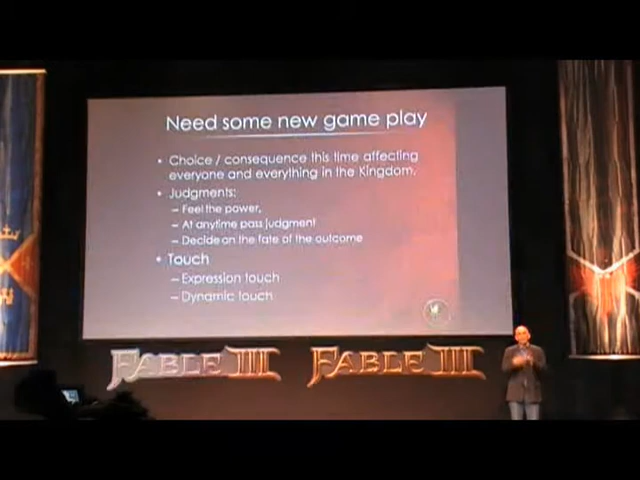 Need some new game play
• Choice / consequence this time affecting
everyone and everything in the Kingdom.
• Judgments:
– Feel the power,
– At anytime pass judgment
– Decide on the fate of the outcome
• Touch
– Expression touch
– Dynamic touch
FABLE III FABLE III